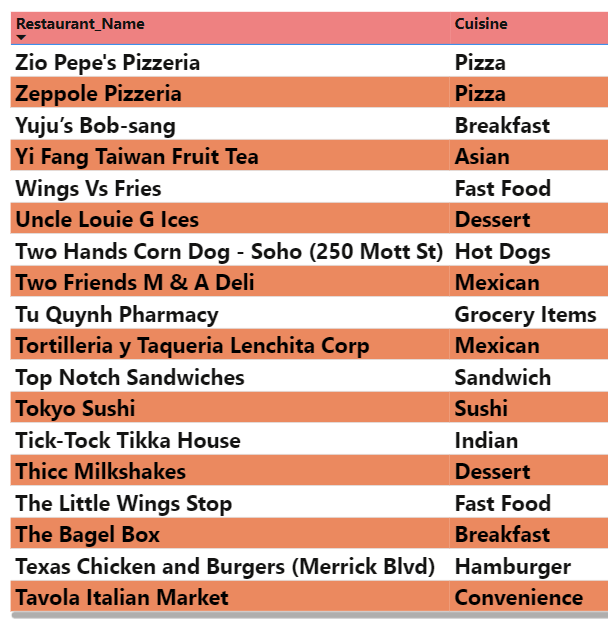 Restaurant_Name Cuisine
Zio Pepe's Pizzeria Pizza
Zeppole Pizzeria Pizza
Yuju’s Bob-sang Breakfast
Yi Fang Taiwan Fruit Tea Asian
Wings Vs Fries Fast Food
Uncle Louie G Ices Dessert
Two Hands Corn Dog - Soho (250 Mott St) Hot Dogs
Two Friends M & A Deli Mexican
Tu Quynh Pharmacy Grocery Items
Tortilleria y Taqueria Lenchita Corp Mexican
Top Notch Sandwiches Sandwich
Tokyo Sushi Sushi
Tick-Tock Tikka House Indian
Thicc Milkshakes Dessert
The Little Wings Stop Fast Food
The Bagel Box Breakfast
Texas Chicken and Burgers (Merrick Blvd) Hamburger
Tavola Italian Market Convenience